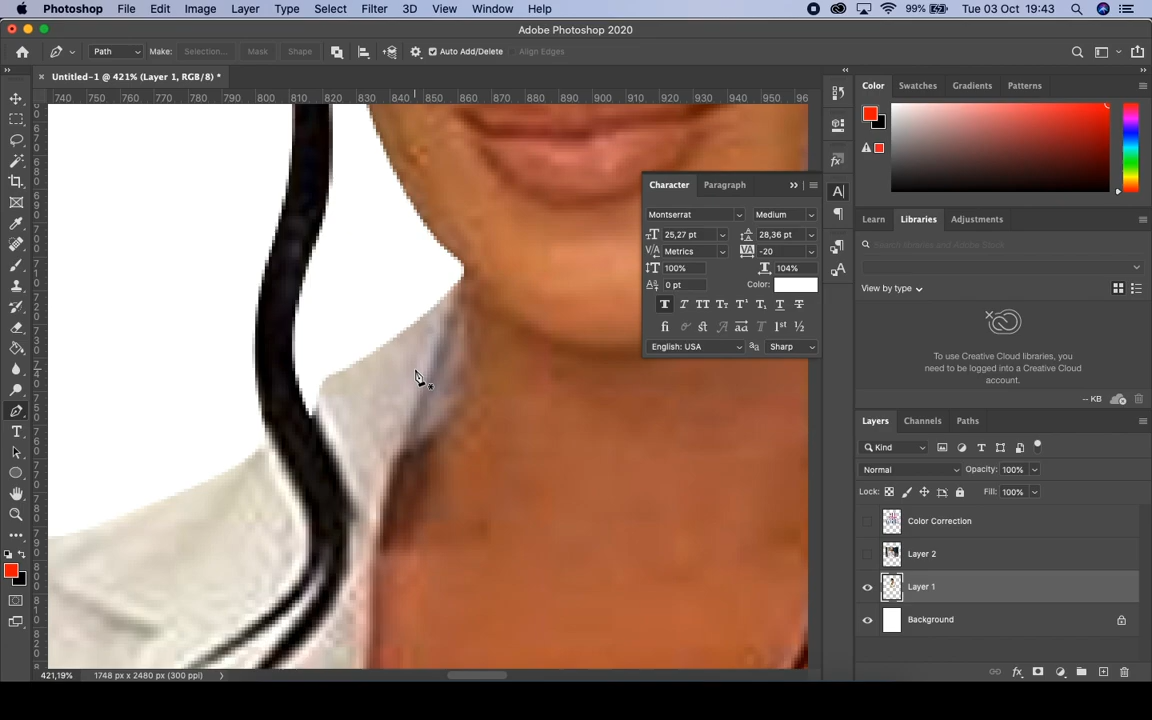 Photoshop File Edit Image Layer Type Select Filter 3D View Window Help 99% Tue 03 Oct 19:43
Adobe Photoshop 2020
Path Make: Selection... Mask Shape Auto Add/Delete Align Edges
Untitled-1 @ 421% (Layer 1, RGB/8) *
740 750 760 770 780 790 800 810 820 830 840 850 860 870 880 890 900 910 920 930 940 950 960
Color Swatches Gradients Patterns
Character Paragraph
Montserrat Medium
25,27 pt 28,36 pt
Metrics -20
100% 104%
0 pt Color:
English: USA Sharp
Learn Libraries Adjustments
Search libraries and Adobe Stock
View by type
To use Creative Cloud libraries, you
need to be logged into a Creative Cloud
account.
-- KB
Layers Channels Paths
Kind
Normal Opacity: 100%
Lock: Fill: 100%
Color Correction
Layer 2
Layer 1
Background
421,19% 1748 px x 2480 px (300 ppi)